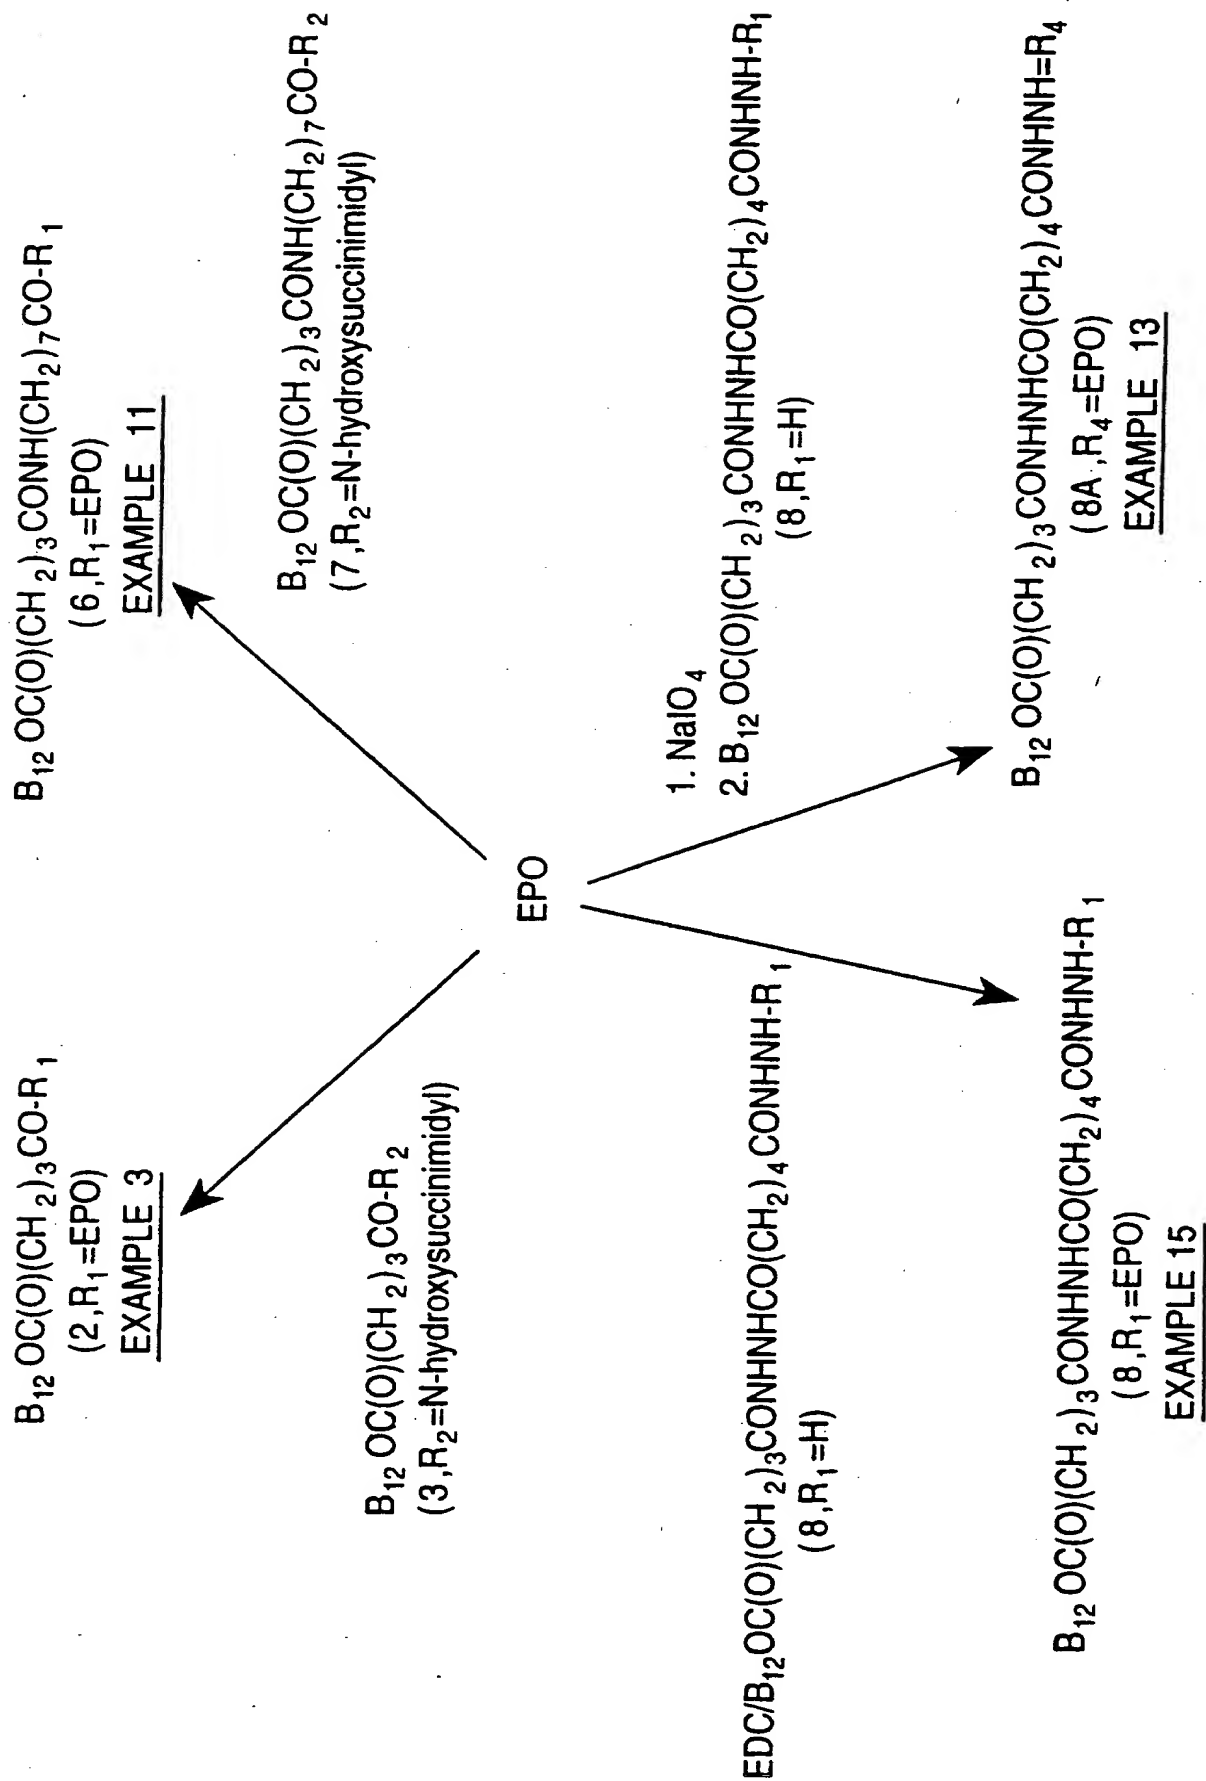 B12 OC(O)(CH2)3CO-R1
(2,R1=EPO)
EXAMPLE 3
B12 OC(O)(CH2)3CONH(CH2)7CO-R1
(6,R1=EPO)
EXAMPLE 11
B12 OC(O)(CH2)3CO-R2
(3,R2=N-hydroxysuccinimidyl)
B12 OC(O)(CH2)3CONH(CH2)7CO-R2
(7,R2=N-hydroxysuccinimidyl)
EPO
EDC/B12OC(O)(CH2)3CONHNHCO(CH2)4CONHNH-R1
(8,R1=H)
1. NaIO4
2. B12 OC(O)(CH2)3CONHNHCO(CH2)4CONHNH-R1
(8,R1=H)
B12 OC(O)(CH2)3CONHNHCO(CH2)4CONHNH-R1
(8,R1=EPO)
EXAMPLE 15
B12 OC(O)(CH2)3CONHNHCO(CH2)4CONHN=R4
(8A,R4=EPO)
EXAMPLE 13